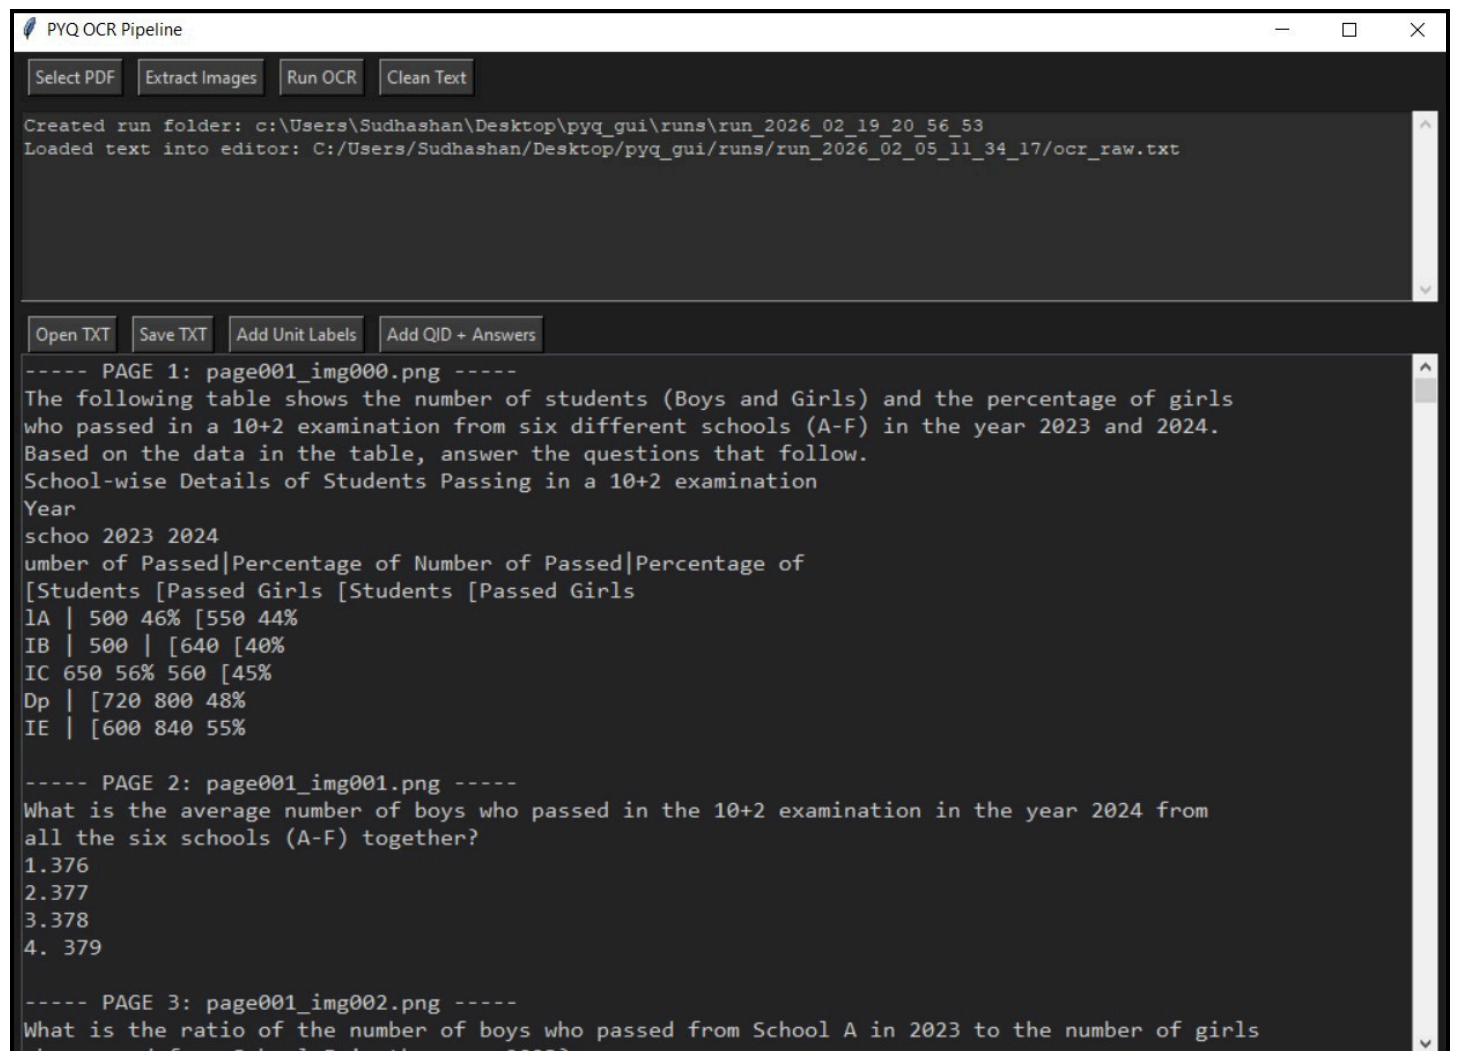 PYQ OCR Pipeline
Select PDF Extract Images Run OCR Clean Text
Created run folder: c:\Users\Sudhashan\Desktop\pyq_gui\runs\run_2026_02_19_20_56_53
Loaded text into editor: C:/Users/Sudhashan/Desktop/pyq_gui/runs/run_2026_02_05_11_34_17/ocr_raw.txt
Open TXT Save TXT Add Unit Labels Add QID + Answers
----- PAGE 1: page001_img000.png -----
The following table shows the number of students (Boys and Girls) and the percentage of girls
who passed in a 10+2 examination from six different schools (A-F) in the year 2023 and 2024.
Based on the data in the table, answer the questions that follow.
School-wise Details of Students Passing in a 10+2 examination
Year
schoo 2023 2024
umber of Passed|Percentage of Number of Passed|Percentage of
[Students [Passed Girls [Students [Passed Girls
lA | 500 46% [550 44%
IB | 500 | [640 [40%
IC 650 56% 560 [45%
Dp | [720 800 48%
IE | [600 840 55%
----- PAGE 2: page001_img001.png -----
What is the average number of boys who passed in the 10+2 examination in the year 2024 from
all the six schools (A-F) together?
1.376
2.377
3.378
4. 379
----- PAGE 3: page001_img002.png -----
What is the ratio of the number of boys who passed from School A in 2023 to the number of girls